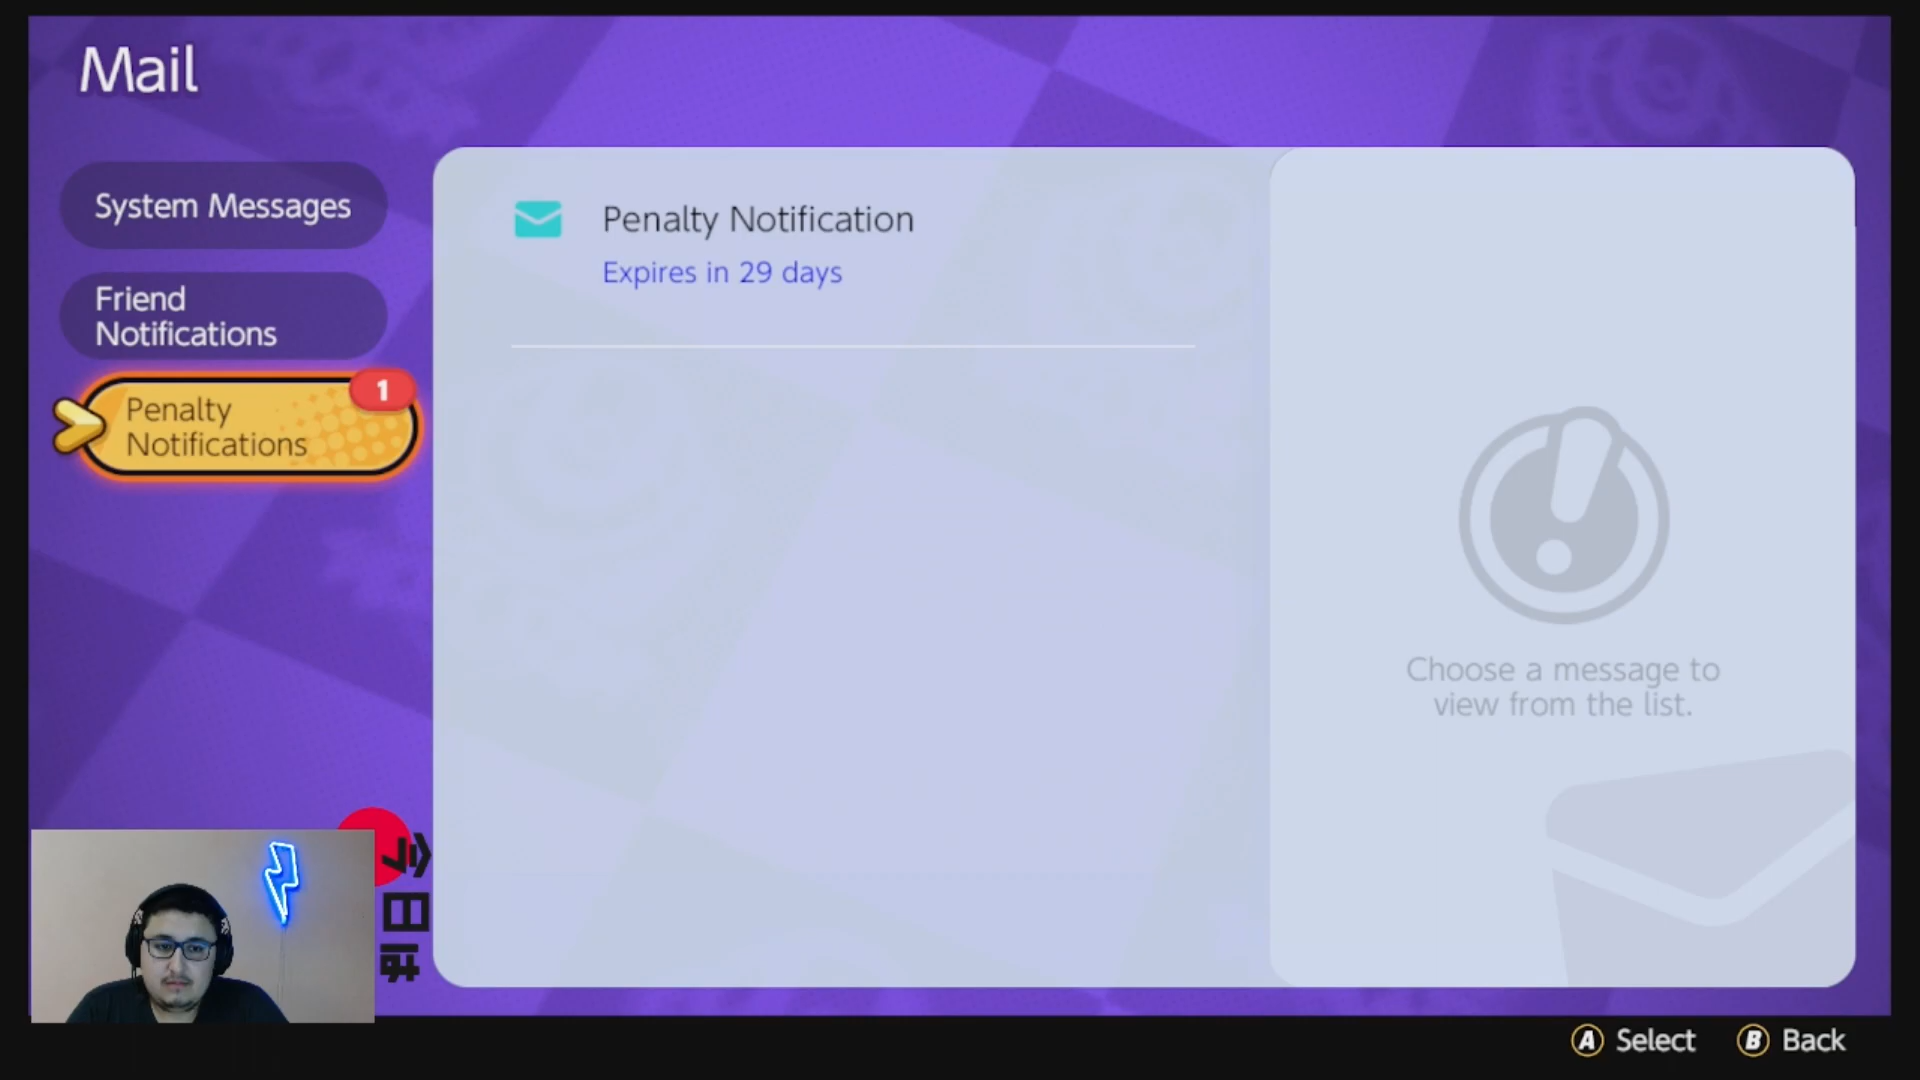 Mail
System Messages
Friend
Notifications
1
Penalty
Notifications
Penalty Notification
Expires in 29 days
Choose a message to
view from the list.
A Select
B Back